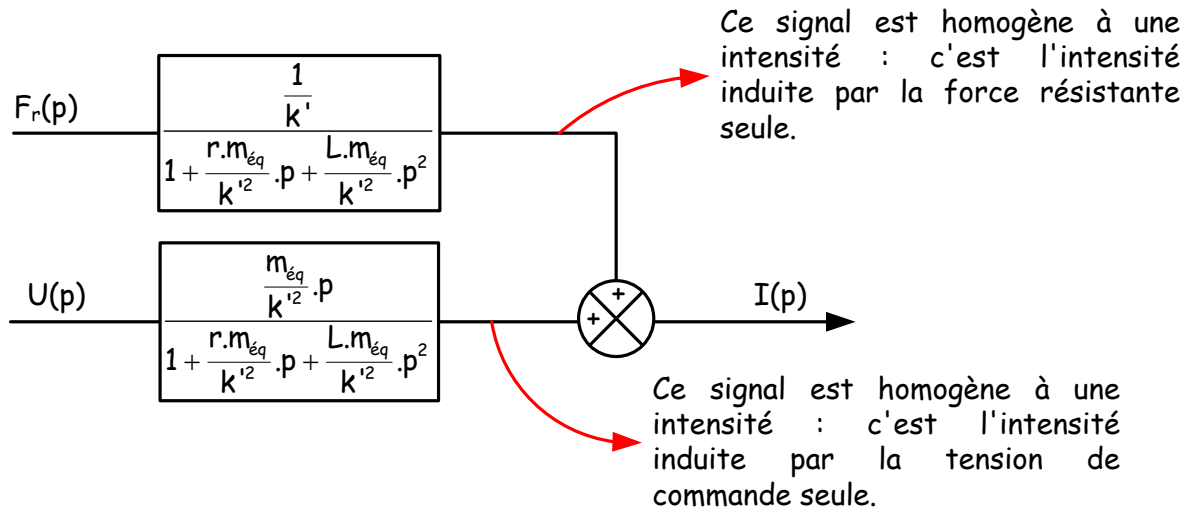 Ce signal est homogène à une
intensité : c'est l'intensité
induite par la force résistante
seule.
Fr(p)
1
k'
1 + r.méq/k'² .p + L.méq/k'² .p²
U(p)
méq/k'² .p
1 + r.méq/k'² .p + L.méq/k'² .p²
+
+
I(p)
Ce signal est homogène à une
intensité : c'est l'intensité
induite par la tension de
commande seule.